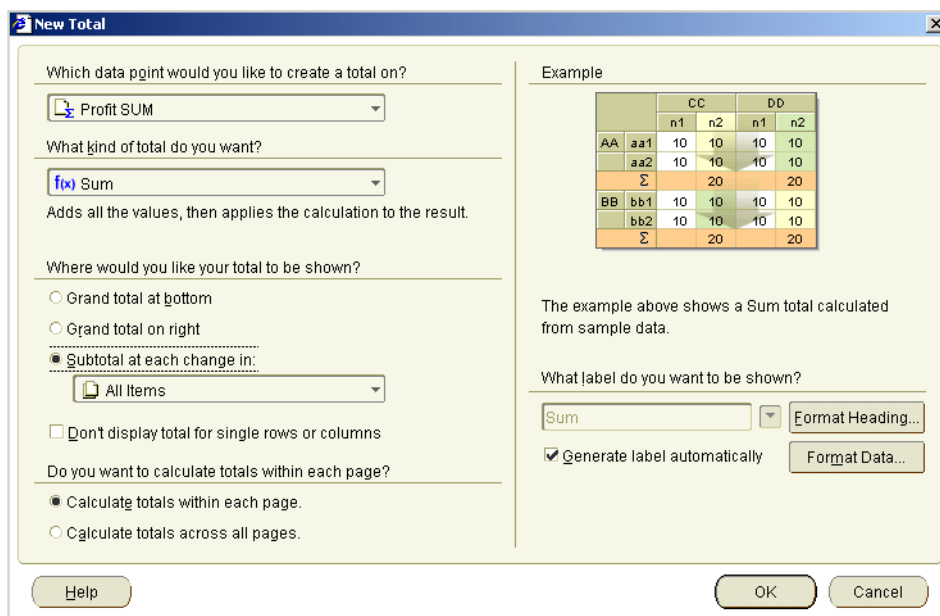 New Total
Which data point would you like to create a total on?
Profit SUM
What kind of total do you want?
f(x) Sum
Adds all the values, then applies the calculation to the result.
Where would you like your total to be shown?
Grand total at bottom
Grand total on right
Subtotal at each change in:
All Items
Don't display total for single rows or columns
Do you want to calculate totals within each page?
Calculate totals within each page.
Calculate totals across all pages.
Example
CC DD
n1 n2 n1 n2
AA aa1 10 10 10 10
aa2 10 10 10 10
Σ 20 20
BB bb1 10 10 10 10
bb2 10 10 10 10
Σ 20 20
The example above shows a Sum total calculated
from sample data.
What label do you want to be shown?
Sum
Format Heading...
Generate label automatically
Format Data...
Help
OK
Cancel